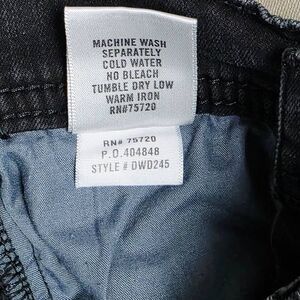 MACHINE WASH
SEPARATELY
COLD WATER
NO BLEACH
TUMBLE DRY LOW
WARM IRON
RN#75720
RN# 75720
P.O.404848
STYLE # DWD245